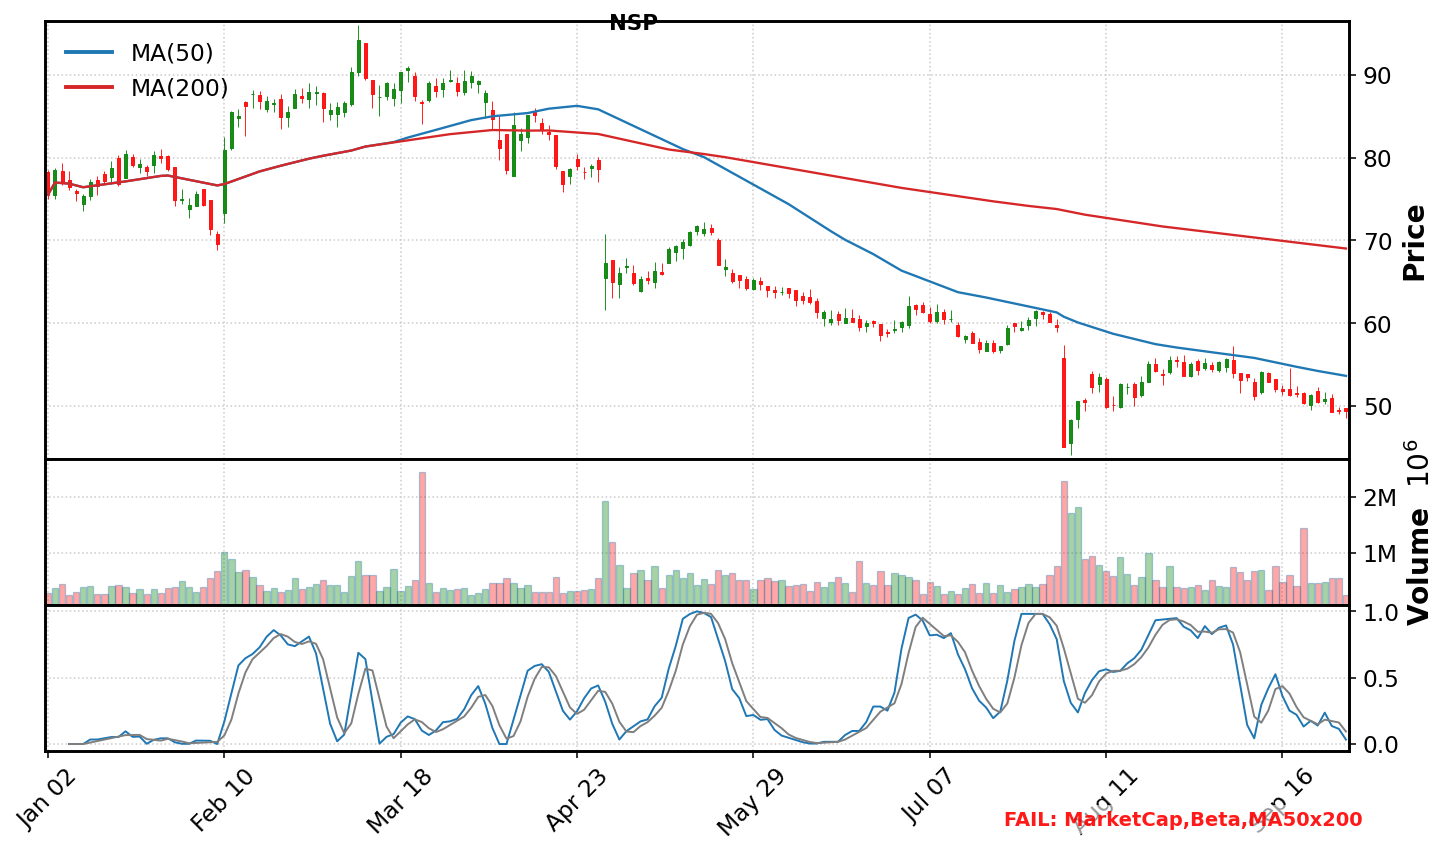 NSP
MA(50)
MA(200)
90
80
70
60
50
Price
2M
1M
Volume 10^6
1.0
0.5
0.0
Jan 02
Feb 10
Mar 18
Apr 23
May 29
Jul 07
Aug 11
Sep 16
FAIL: MarketCap,Beta,MA50x200